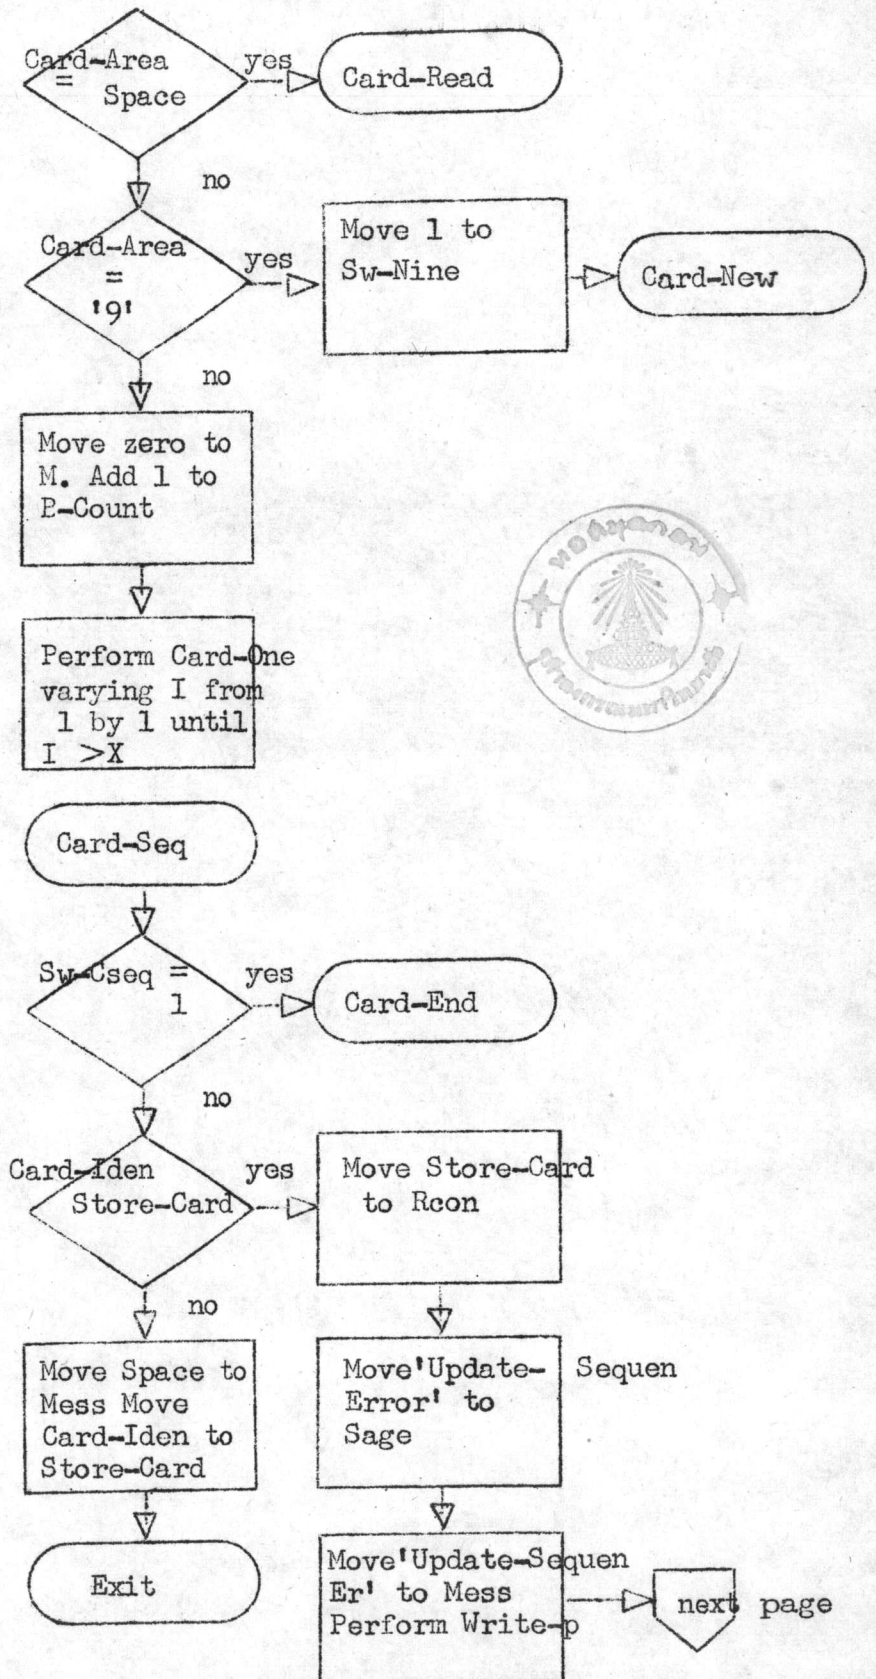 Card-Area
yes
=
Space
Card-Read
no
Card-Area
=
'9'
yes
Move 1 to
Sw-Nine
Card-New
no
Move zero to
M. Add 1 to
P-Count
Perform Card-One
varying I from
1 by 1 until
I >X
Card-Seq
Sw-Cseq =
1
yes
Card-End
no
Card-Iden
Store-Card
yes
Move Store-Card
to Rcon
no
Move Space to
Mess Move
Card-Iden to
Store-Card
Move'Update- Sequen
Error' to
Sage
Exit
Move'Update-Sequen
Er' to Mess
Perform Write-p
next page